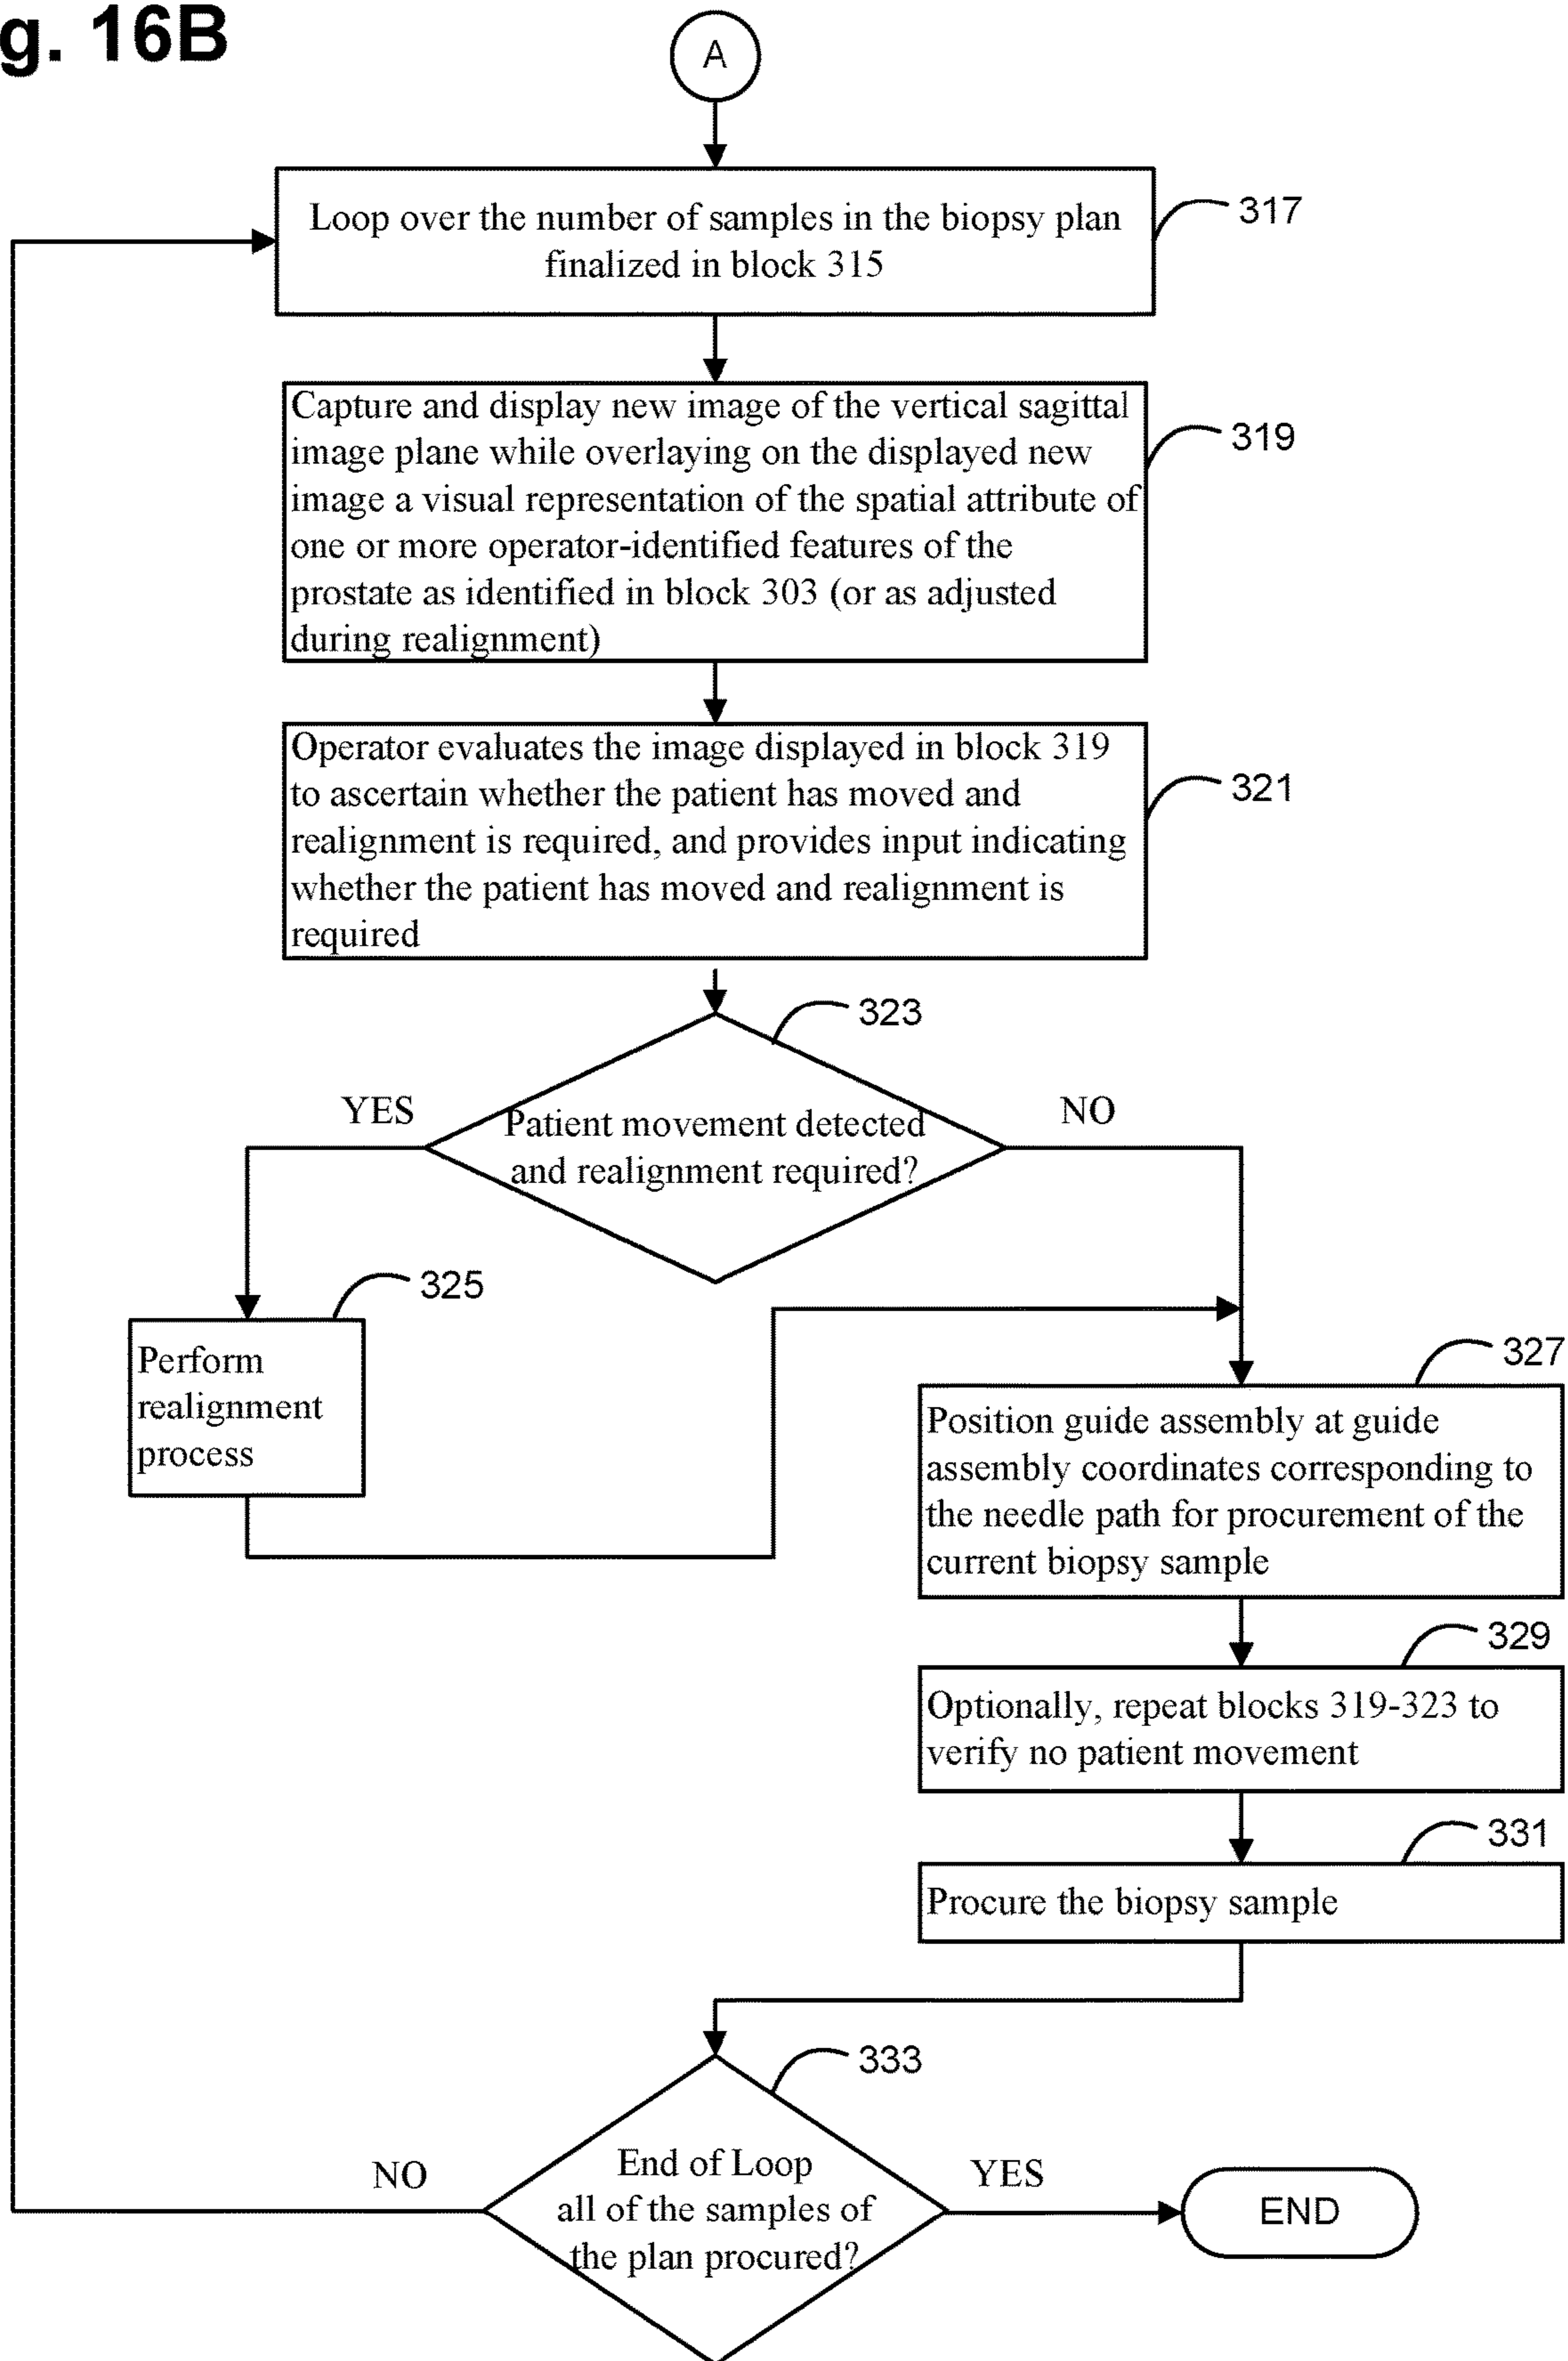 g. 16B
A
Loop over the number of samples in the biopsy plan
finalized in block 315
317
Capture and display new image of the vertical sagittal
image plane while overlaying on the displayed new
image a visual representation of the spatial attribute of
one or more operator-identified features of the
prostate as identified in block 303 (or as adjusted
during realignment)
319
Operator evaluates the image displayed in block 319
to ascertain whether the patient has moved and
realignment is required, and provides input indicating
whether the patient has moved and realignment is
required
321
323
YES
NO
Patient movement detected
and realignment required?
325
Perform
realignment
process
327
Position guide assembly at guide
assembly coordinates corresponding to
the needle path for procurement of the
current biopsy sample
329
Optionally, repeat blocks 319-323 to
verify no patient movement
331
Procure the biopsy sample
333
NO
End of Loop
all of the samples of
the plan procured?
YES
END